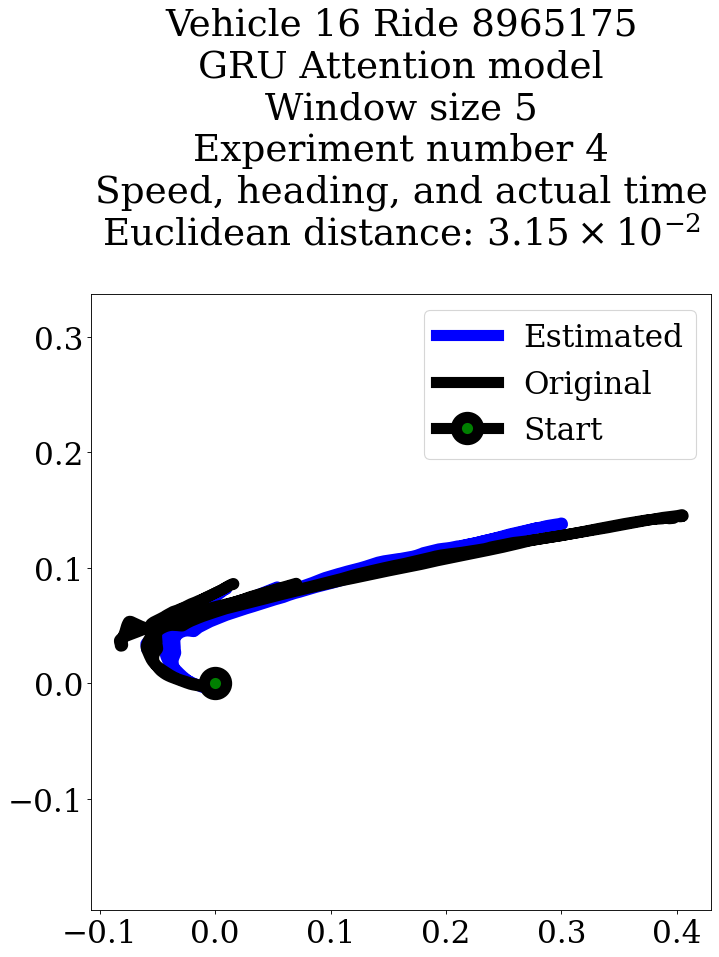 Vehicle 16 Ride 8965175
GRU Attention model
Window size 5
Experiment number 4
Speed, heading, and actual time
Euclidean distance: 3.15 × 10⁻²
Estimated
Original
Start
0.3
0.2
0.1
0.0
−0.1
−0.1 0.0 0.1 0.2 0.3 0.4